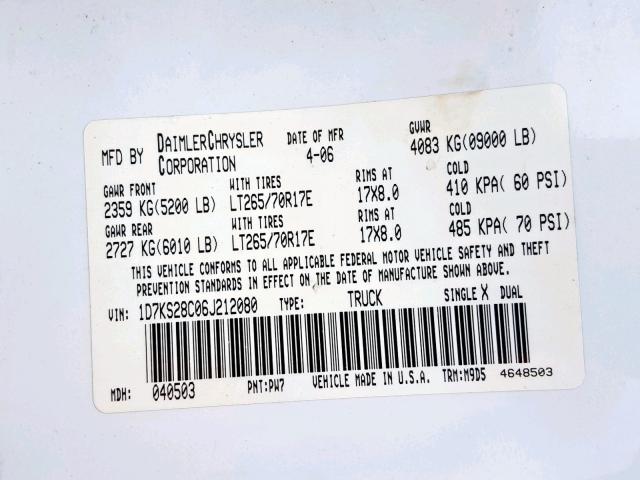 MFD BY DAIMLERCHRYSLER CORPORATION DATE OF MFR 4-06 GVWR 4083 KG(09000 LB)
GAWR FRONT WITH TIRES RIMS AT COLD
2359 KG(5200 LB) LT265/70R17E 17X8.0 410 KPA( 60 PSI)
GAWR REAR WITH TIRES RIMS AT COLD
2727 KG(6010 LB) LT265/70R17E 17X8.0 485 KPA( 70 PSI)
THIS VEHICLE CONFORMS TO ALL APPLICABLE FEDERAL MOTOR VEHICLE SAFETY AND THEFT
PREVENTION STANDARDS IN EFFECT ON THE DATE OF MANUFACTURE SHOWN ABOVE.
VIN: 1D7KS28C06J212080 TYPE: TRUCK SINGLE X DUAL
MDH: 040503 PNT:PW7 VEHICLE MADE IN U.S.A. TRM:M9D5 4648503